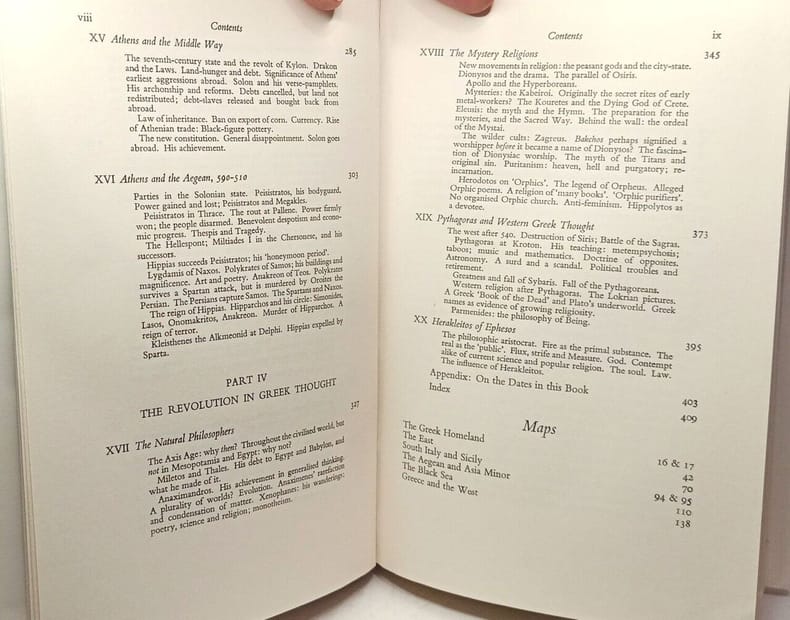 viii
Contents
XV Athens and the Middle Way 285
The seventh-century state and the revolt of Kylon. Drakon
and the Laws. Land-hunger and debt. Significance of Athens'
earliest aggressions abroad. Solon and his verse-pamphlets.
His archonship and reforms. Debts cancelled, but land not
redistributed; debt-slaves released and bought back from
abroad.
Law of inheritance. Ban on export of corn. Currency. Rise
of Athenian trade: Black-figure pottery.
The new constitution. General disappointment. Solon goes
abroad. His achievement.
XVI Athens and the Aegean, 590-510 303
Parties in the Solonian state. Peisistratos, his bodyguard.
Power gained and lost; Peisistratos and Megakles.
Peisistratos in Thrace. The rout at Pallene. Power firmly
won; the people disarmed. Benevolent despotism and econo-
mic progress. Thespis and Tragedy.
The Hellespont; Miltiades I in the Chersonese, and his
successors.
Hippias succeeds Peisistratos; his 'honeymoon period'.
Lygdamis of Naxos. Polykrates of Samos; his buildings and
magnificence. Art and poetry. Anakreon of Teos. Polykrates
survives a Spartan attack, but is murdered by Oroites the
Persian. The Persians capture Samos. The Spartans and Naxos.
The reign of Hippias. Hipparchos and his circle: Simonides,
Lasos, Onomakritos, Anakreon. Murder of Hipparchos. A
reign of terror.
Kleisthenes the Alkmeonid at Delphi. Hippias expelled by
Sparta.
PART IV
THE REVOLUTION IN GREEK THOUGHT
XVII The Natural Philosophers 327
The Axis Age: why then? Throughout the civilised world, but
not in Mesopotamia and Egypt: why not?
Miletos and Thales. His debt to Egypt and Babylon, and
what he made of it.
Anaximandros. His achievement in generalised thinking.
A plurality of worlds? Evolution. Anaximenes' rarefaction
and condensation of matter. Xenophanes: his wanderings;
poetry, science and religion; monotheism.
Contents
ix
XVIII The Mystery Religions 345
New movements in religion: the peasant gods and the city-state.
Dionysos and the drama. The parallel of Osiris.
Apollo and the Hyperboreans.
Mysteries: the Kabeiroi. Originally the secret rites of early
metal-workers? The Kouretes and the Dying God of Crete.
Eleusis: the myth and the Hymn. The preparation for the
mysteries, and the Sacred Way. Behind the wall: the ordeal
of the Mystai.
The wilder cults: Zagreus. Bakchos perhaps signified a
worshipper before it became a name of Dionysos? The fascina-
tion of Dionysiac worship. The myth of the Titans and
original sin. Puritanism: heaven, hell and purgatory; re-
incarnation.
Herodotos on 'Orphics'. The legend of Orpheus. Alleged
Orphic poems. A religion of 'many books'. 'Orphic purifiers'.
No organised Orphic church. Anti-feminism. Hippolytos as
a devotee.
XIX Pythagoras and Western Greek Thought 373
The west after 540. Destruction of Siris; Battle of the Sagras.
Pythagoras at Kroton. His teaching: metempsychosis;
taboos; music and mathematics. Doctrine of opposites.
Astronomy. A surd and a scandal. Political troubles and
retirement.
Greatness and fall of Sybaris. Fall of the Pythagoreans.
Western religion after Pythagoras. The Lokrian pictures.
A Greek 'Book of the Dead' and Plato's underworld. Greek
names as evidence of growing religiosity.
Parmenides: the philosophy of Being.
XX Herakleitos of Ephesos 395
The philosophic aristocrat. Fire as the primal substance. The
real as the 'public'. Flux, strife and Measure. God. Contempt
alike of current science and popular religion. The soul. Law.
The influence of Herakleitos.
Appendix: On the Dates in this Book 403
Index 409
Maps
The Greek Homeland 16 & 17
The East 42
South Italy and Sicily 70
The Aegean and Asia Minor 94 & 95
The Black Sea 110
Greece and the West 138